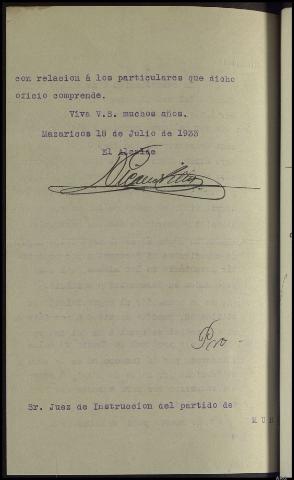 con relacion á los particulares que dicho
oficio comprende.
Viva V.S. muchos años.
Mazaricos 18 de Julio de 1933
El Alcalde
Sr. Juez de Instruccion del partido de
MUR